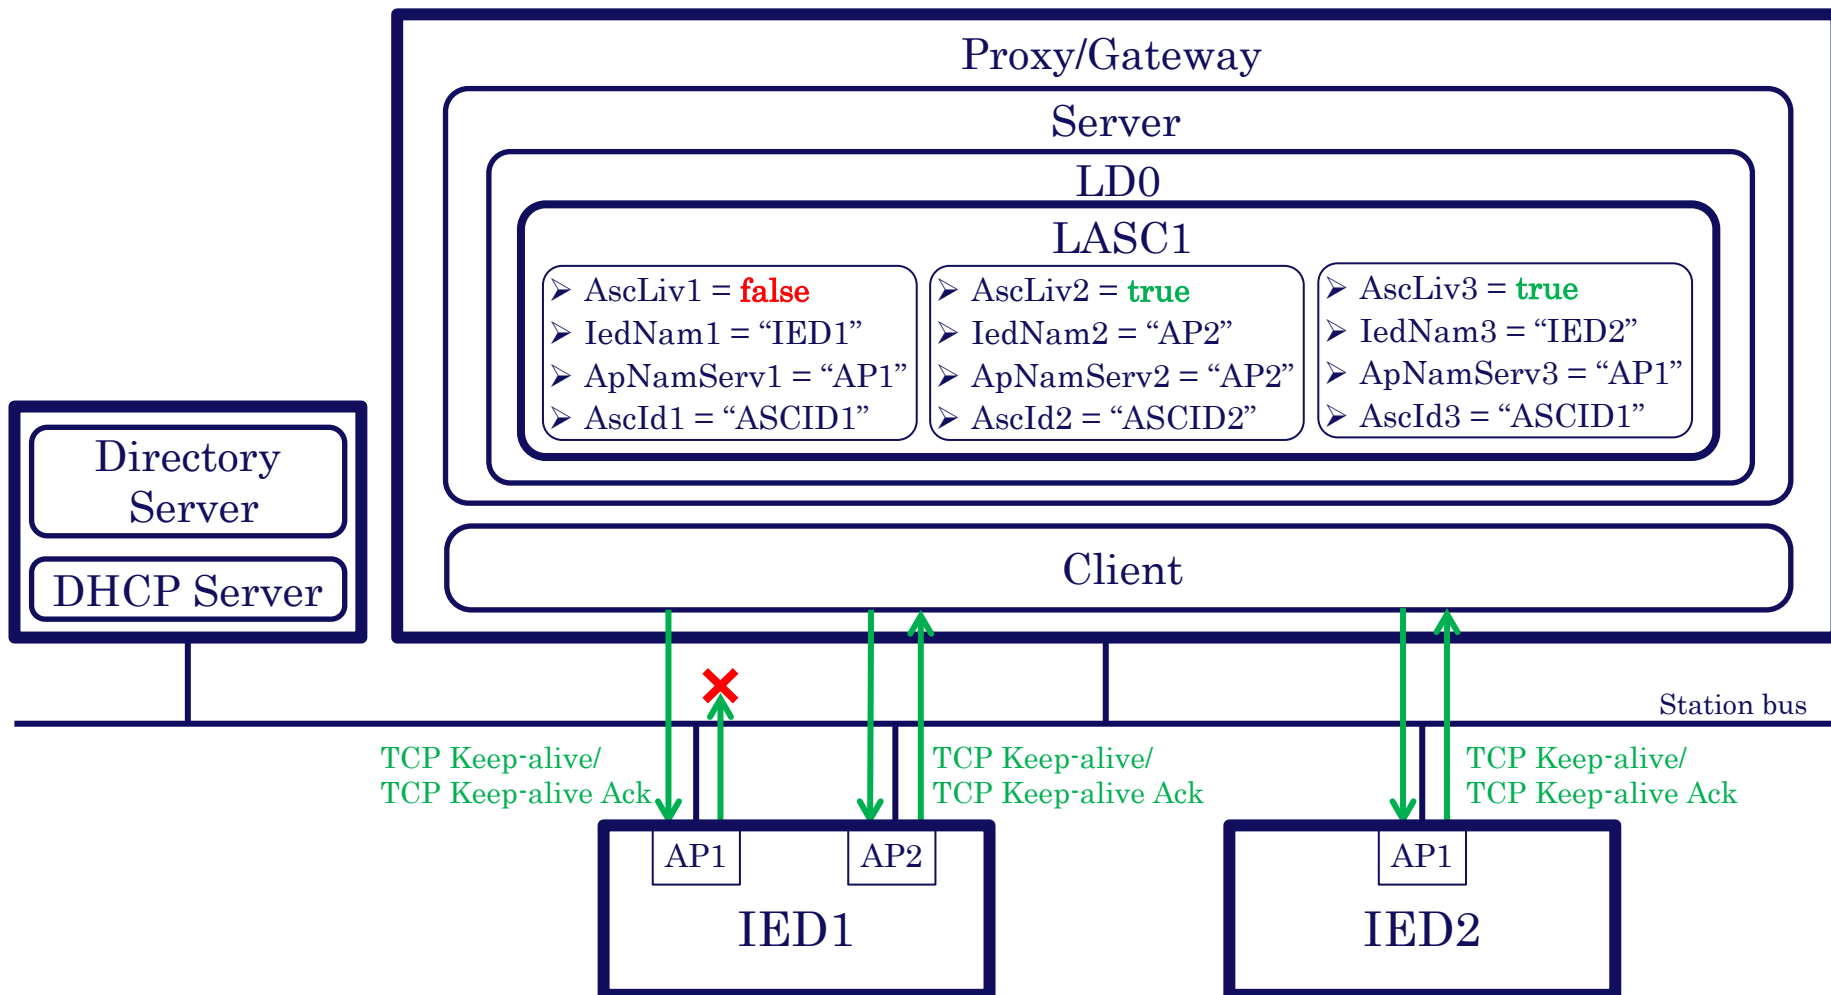 Proxy/Gateway
Server
LD0
LASC1
➢ AscLiv1 = false
➢ IedNam1 = “IED1”
➢ ApNamServ1 = “AP1”
➢ AscId1 = “ASCID1”
➢ AscLiv2 = true
➢ IedNam2 = “AP2”
➢ ApNamServ2 = “AP2”
➢ AscId2 = “ASCID2”
➢ AscLiv3 = true
➢ IedNam3 = “IED2”
➢ ApNamServ3 = “AP1”
➢ AscId3 = “ASCID1”
Directory
Server
DHCP Server
Client
Station bus
TCP Keep-alive/
TCP Keep-alive Ack
TCP Keep-alive/
TCP Keep-alive Ack
TCP Keep-alive/
TCP Keep-alive Ack
AP1
AP2
IED1
AP1
IED2